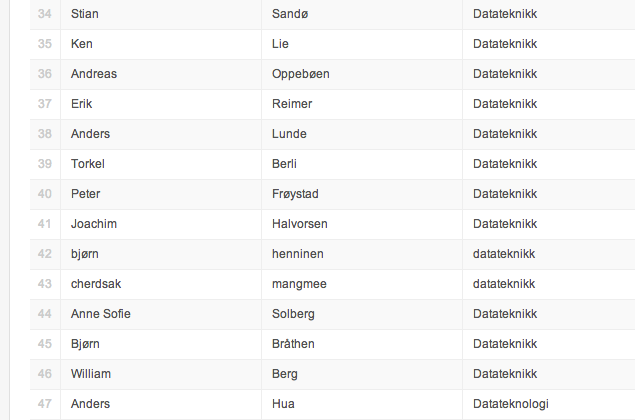 34 Stian Sandø Datateknikk
35 Ken Lie Datateknikk
36 Andreas Oppebøen Datateknikk
37 Erik Reimer Datateknikk
38 Anders Lunde Datateknikk
39 Torkel Berli Datateknikk
40 Peter Frøystad Datateknikk
41 Joachim Halvorsen Datateknikk
42 bjørn henninen datateknikk
43 cherdsak mangmee datateknikk
44 Anne Sofie Solberg Datateknikk
45 Bjørn Bråthen Datateknikk
46 William Berg Datateknikk
47 Anders Hua Datateknologi